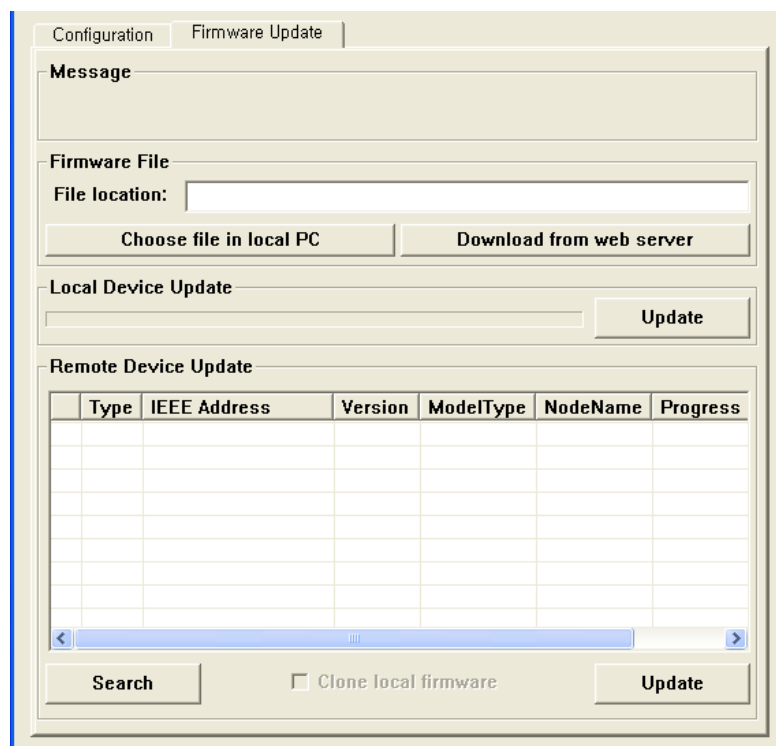 Configuration Firmware Update
Message
Firmware File
File location:
Choose file in local PC Download from web server
Local Device Update
Update
Remote Device Update
Type IEEE Address Version ModelType NodeName Progress
Search Clone local firmware Update